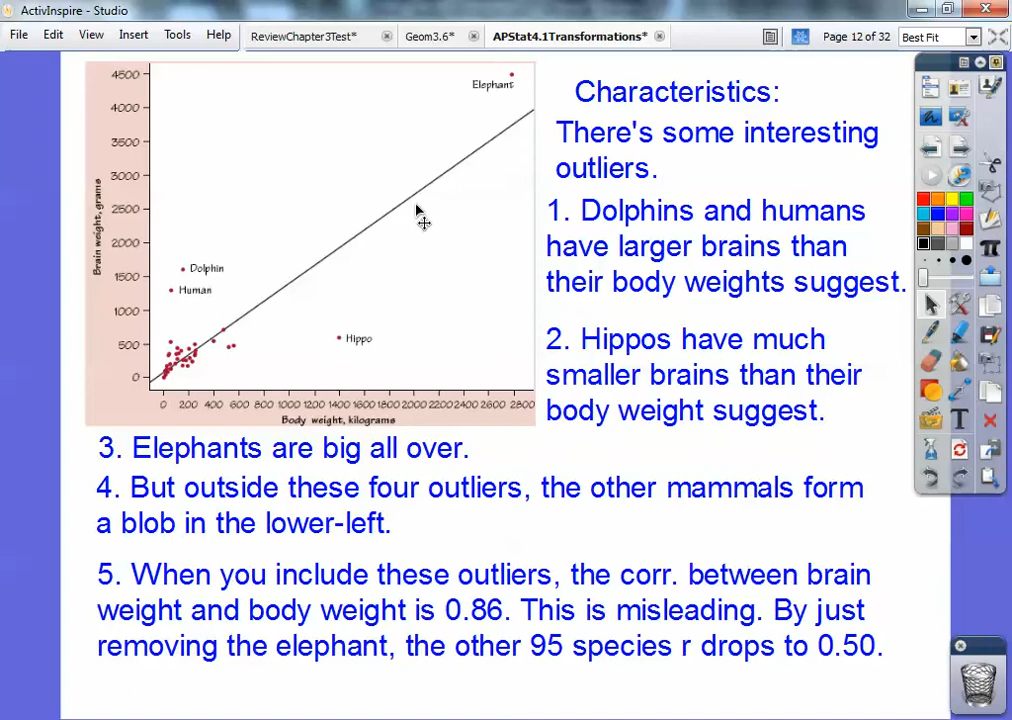 ActivInspire - Studio
File Edit View Insert Tools Help ReviewChapter3Test* Geom3.6* APStat4.1Transformations* Page 12 of 32 Best Fit
Characteristics:
There's some interesting
outliers.
1. Dolphins and humans
have larger brains than
their body weights suggest.
2. Hippos have much
smaller brains than their
body weight suggest.
Brain weight, grams
4500
4000
3500
3000
2500
2000
1500
1000
500
0
Elephant
Dolphin
Human
Hippo
0 200 400 600 800 1000 1200 1400 1600 1800 2000 2200 2400 2600 2800
Body weight, kilograms
3. Elephants are big all over.
4. But outside these four outliers, the other mammals form
a blob in the lower-left.
5. When you include these outliers, the corr. between brain
weight and body weight is 0.86. This is misleading. By just
removing the elephant, the other 95 species r drops to 0.50.